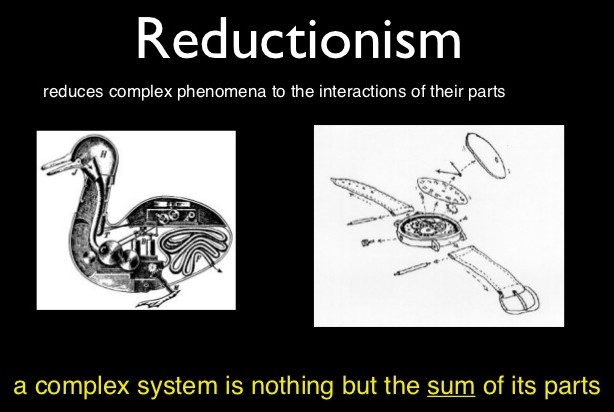 Reductionism
reduces complex phenomena to the interactions of their parts
H
a complex system is nothing but the sum of its parts